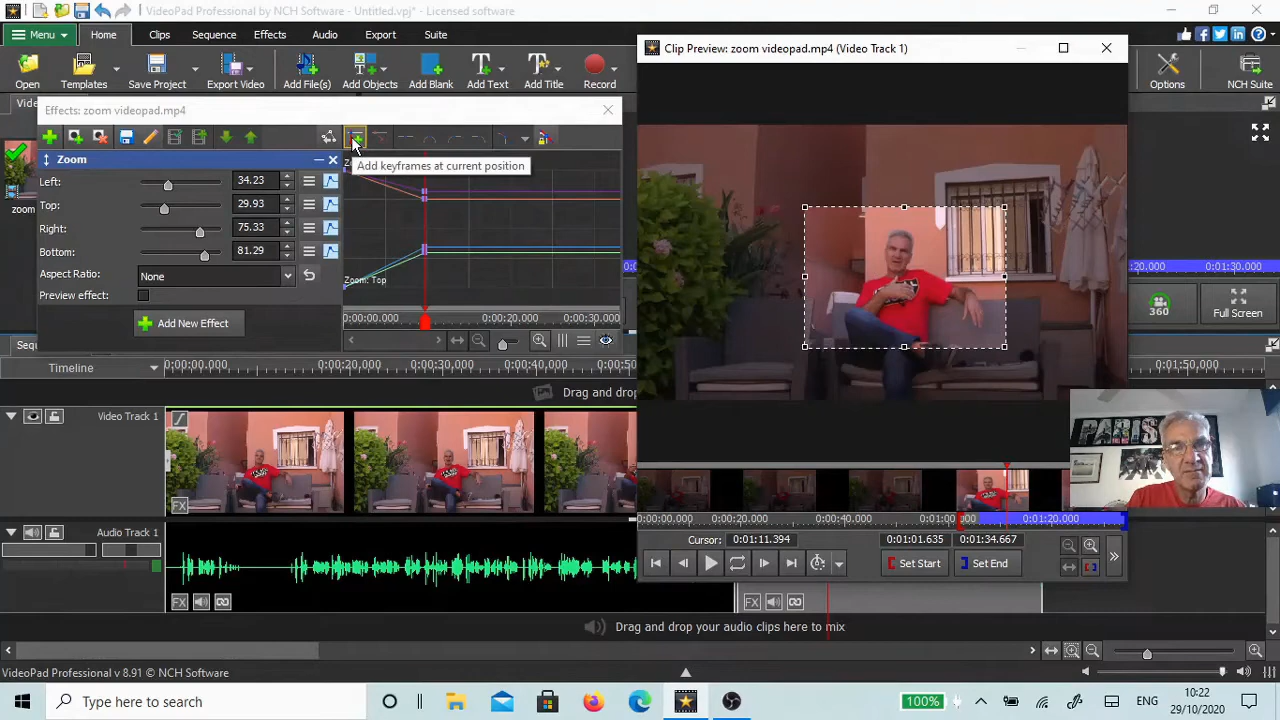 VideoPad Professional by NCH Software - Untitled.vpj* - Licensed software
Menu Home Clips Sequence Effects Audio Export Suite
Open Templates Save Project Export Video Add File(s) Add Objects Add Blank Add Text Add Title Record Options NCH Suite
Effects: zoom videopad.mp4
Zoom
Add keyframes at current position
Left: 34.23
Top: 29.93
Right: 75.33
Bottom: 81.29
Aspect Ratio: None
Preview effect:
Add New Effect
Zoom: Top
0:00:00.000 0:00:20.000 0:00:30.000
zoom
Clip Preview: zoom videopad.mp4 (Video Track 1)
0:00:00.000 0:00:20.000 0:00:40.000 0:01:00 000 0:01:20.000
Cursor: 0:01:11.394 0:01:01.635 0:01:34.667
Set Start Set End
20.000 0:01:30.000
360 Full Screen
Timeline 0:00:00.000 0:00:10.000 0:00:20.000 0:01:50.000
Drag and drop
Video Track 1
FX
Audio Track 1
FX FX
Drag and drop your audio clips here to mix
PARIS
VideoPad Professional v 8.91 © NCH Software
Type here to search
100% ENG 10:22
29/10/2020